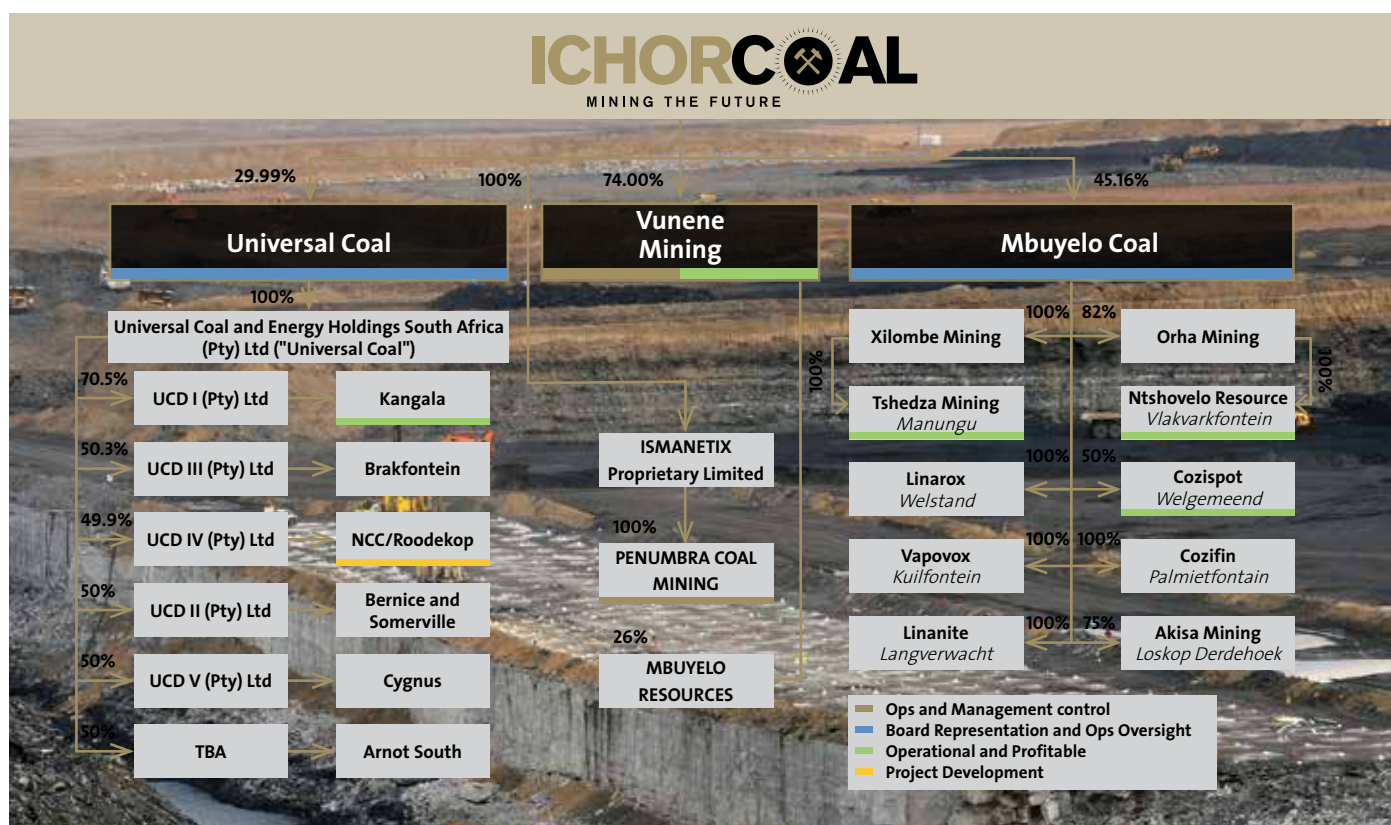 ICHORCOAL
MINING THE FUTURE
29.99%
100%
74.00%
45.16%
Universal Coal
Vunene
Mining
Mbuyelo Coal
100%
Universal Coal and Energy Holdings South Africa
(Pty) Ltd ("Universal Coal")
70.5%
UCD I (Pty) Ltd
Kangala
50.3%
UCD III (Pty) Ltd
Brakfontein
49.9%
UCD IV (Pty) Ltd
NCC/Roodekop
50%
UCD II (Pty) Ltd
Bernice and
Somerville
50%
UCD V (Pty) Ltd
Cygnus
50%
TBA
Arnot South
ISMANETIX
Proprietary Limited
100%
PENUMBRA COAL
MINING
26%
MBUYELO
RESOURCES
100% 82%
Xilombe Mining
Orha Mining
100%
100%
Tshedza Mining
Manungu
Ntshovelo Resource
Vlakvarkfontein
100% 50%
Linarox
Welstand
Cozispot
Welgemeend
100% 100%
Vapovox
Kuilfontein
Cozifin
Palmietfontain
100% 75%
Linanite
Langverwacht
Akisa Mining
Loskop Derdehoek
Ops and Management control
Board Representation and Ops Oversight
Operational and Profitable
Project Development